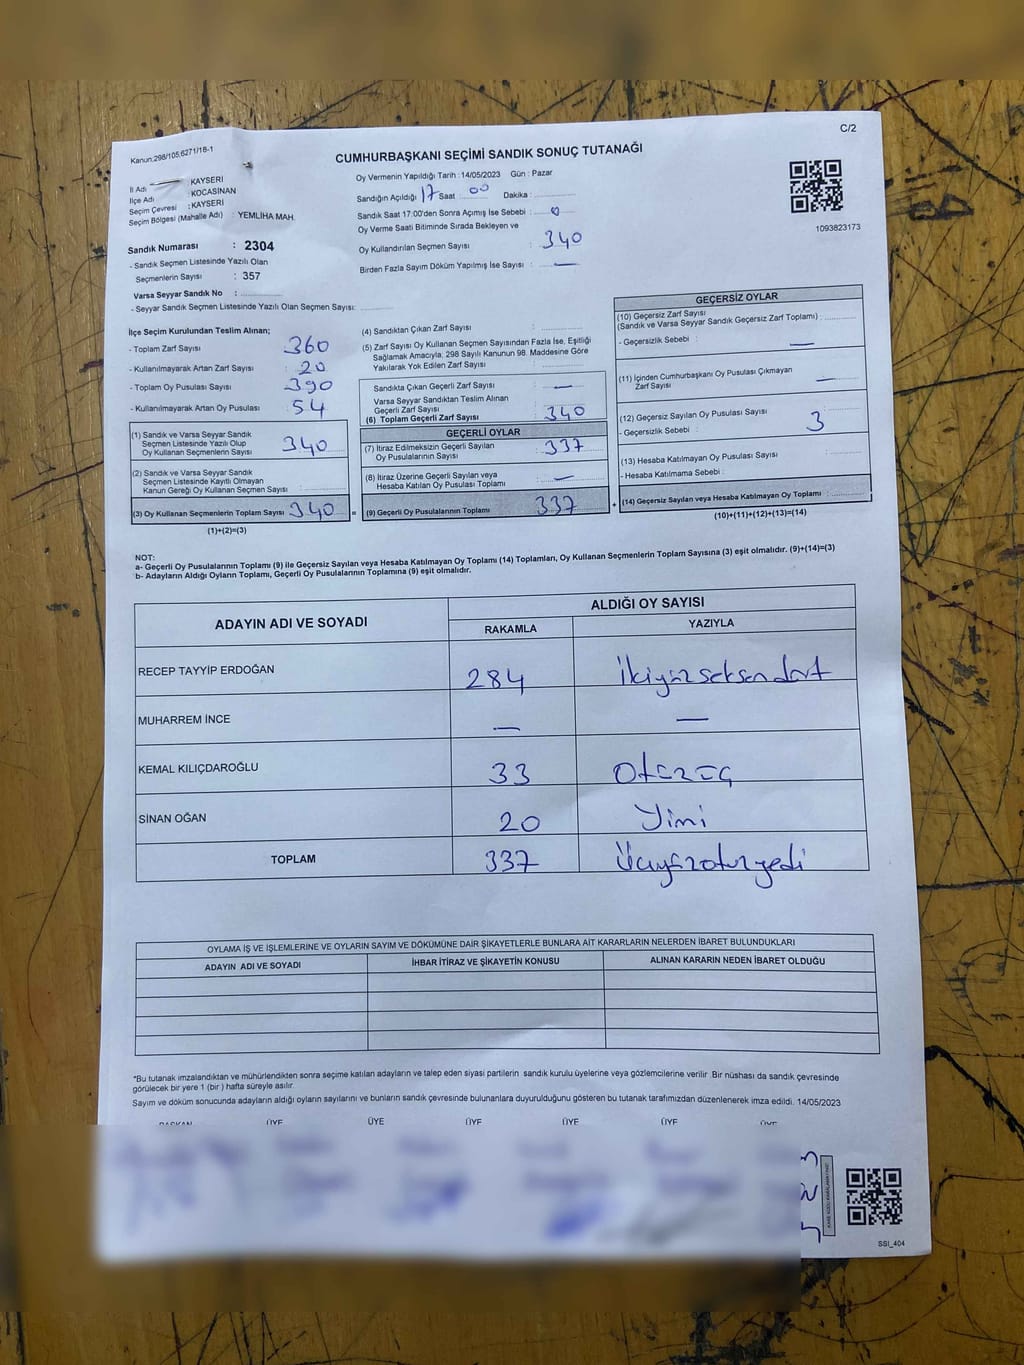 C/2
Kanun:298/105;6271/18-1
CUMHURBAŞKANI SEÇİMİ SANDIK SONUÇ TUTANAĞI
İl Adı : KAYSERİ
İlçe Adı : KOCASİNAN
Seçim Çevresi : KAYSERİ
Seçim Bölgesi (Mahalle Adı) : YEMLİHA MAH.
Sandık Numarası : 2304
- Sandık Seçmen Listesinde Yazılı Olan
Seçmenlerin Sayısı : 357
Varsa Seyyar Sandık No :
- Seyyar Sandık Seçmen Listesinde Yazılı Olan Seçmen Sayısı:
Oy Vermenin Yapıldığı Tarih : 14/05/2023 Gün : Pazar
Sandığın Açıldığı 17 Saat 00 Dakika :
Sandık Saat 17.00'den Sonra Açımış İse Sebebi : 0
Oy Verme Saati Bitiminde Sırada Bekleyen ve
Oy Kullandırılan Seçmen Sayısı : 340
Birden Fazla Sayım Döküm Yapılmış İse Sayısı : —
1093823173
İlçe Seçim Kurulundan Teslim Alınan;
- Toplam Zarf Sayısı : 360
- Kullanılmayarak Artan Zarf Sayısı : 20
- Toplam Oy Pusulası Sayısı : 390
- Kullanılmayarak Artan Oy Pusulası : 54
(1) Sandık ve Varsa Seyyar Sandık
Seçmen Listesinde Yazılı Olup
Oy Kullanan Seçmenlerin Sayısı : 340
(2) Sandık ve Varsa Seyyar Sandık
Seçmen Listesinde Kayıtlı Olmayan
Kanun Gereği Oy Kullanan Seçmen Sayısı :
(3) Oy Kullanan Seçmenlerin Toplam Sayısı 340
(1)+(2)=(3)
(4) Sandıktan Çıkan Zarf Sayısı :
(5) Zarf Sayısı Oy Kullanan Seçmen Sayısından Fazla İse, Eşitliği
Sağlamak Amacıyla, 298 Sayılı Kanunun 98. Maddesine Göre
Yakılarak Yok Edilen Zarf Sayısı :
Sandıkta Çıkan Geçerli Zarf Sayısı : —
Varsa Seyyar Sandıktan Teslim Alınan
Geçerli Zarf Sayısı :
(6) Toplam Geçerli Zarf Sayısı : 340
GEÇERLİ OYLAR
(7) İtiraz Edilmeksizin Geçerli Sayılan
Oy Pusulalarının Sayısı : 337
(8) İtiraz Üzerine Geçerli Sayılan veya
Hesaba Katılan Oy Pusulası Toplamı : —
= (9) Geçerli Oy Pusulalarının Toplamı : 337
GEÇERSİZ OYLAR
(10) Geçersiz Zarf Sayısı
(Sandık ve Varsa Seyyar Sandık Geçersiz Zarf Toplamı) :
- Geçersizlik Sebebi : —
(11) İçinden Cumhurbaşkanı Oy Pusulası Çıkmayan
Zarf Sayısı : —
(12) Geçersiz Sayılan Oy Pusulası Sayısı : 3
- Geçersizlik Sebebi :
(13) Hesaba Katılmayan Oy Pusulası Sayısı :
- Hesaba Katılmama Sebebi :
+ (14) Geçersiz Sayılan veya Hesaba Katılmayan Oy Toplamı :
(10)+(11)+(12)+(13)=(14)
NOT:
a- Geçerli Oy Pusulalarının Toplamı (9) ile Geçersiz Sayılan veya Hesaba Katılmayan Oy Toplamı (14) Toplamları, Oy Kullanan Seçmenlerin Toplam Sayısına (3) eşit olmalıdır. (9)+(14)=(3)
b- Adayların Aldığı Oyların Toplamı, Geçerli Oy Pusulalarının Toplamına (9) eşit olmalıdır.
ADAYIN ADI VE SOYADI ALDIĞI OY SAYISI
RAKAMLA YAZIYLA
RECEP TAYYİP ERDOĞAN 284 İkiyüz seksen dört
MUHARREM İNCE — —
KEMAL KILIÇDAROĞLU 33 Otuz üç
SİNAN OĞAN 20 Yimi
TOPLAM 337 Üçyüzotuzyedi
OYLAMA İŞ VE İŞLEMLERİNE VE OYLARIN SAYIM VE DÖKÜMÜNE DAİR ŞİKAYETLERLE BUNLARA AİT KARARLARIN NELERDEN İBARET BULUNDUKLARI
ADAYIN ADI VE SOYADI İHBAR İTİRAZ VE ŞİKAYETİN KONUSU ALINAN KARARIN NEDEN İBARET OLDUĞU
*Bu tutanak imzalandıktan ve mühürlendikten sonra seçime katılan adayların ve talep eden siyasi partilerin sandık kurulu üyelerine veya gözlemcilerine verilir .Bir nüshası da sandık çevresinde
görülecek bir yere 1 (bir ) hafta süreyle asılır.
Sayım ve döküm sonucunda adayların aldığı oyların sayılarını ve bunların sandık çevresinde bulunanlara duyurulduğunu gösteren bu tutanak tarafımızdan düzenlenerek imza edildi. 14/05/2023
BAŞKAN ÜYE ÜYE ÜYE ÜYE ÜYE ÜYE
SSI_404